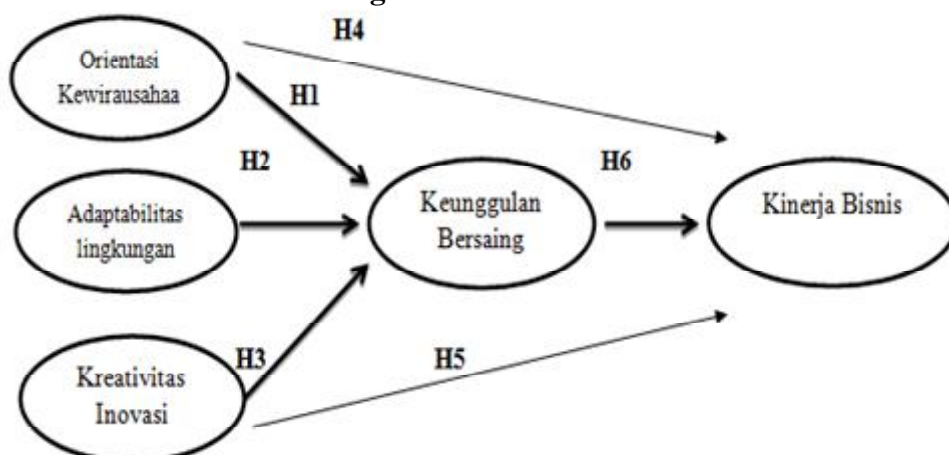 g
H4
Orientasi
Kewirausahaa
H1
H2
H6
Adaptabilitas
lingkungan
Keunggulan
Bersaing
Kinerja Bisnis
H3
H5
Kreativitas
Inovasi